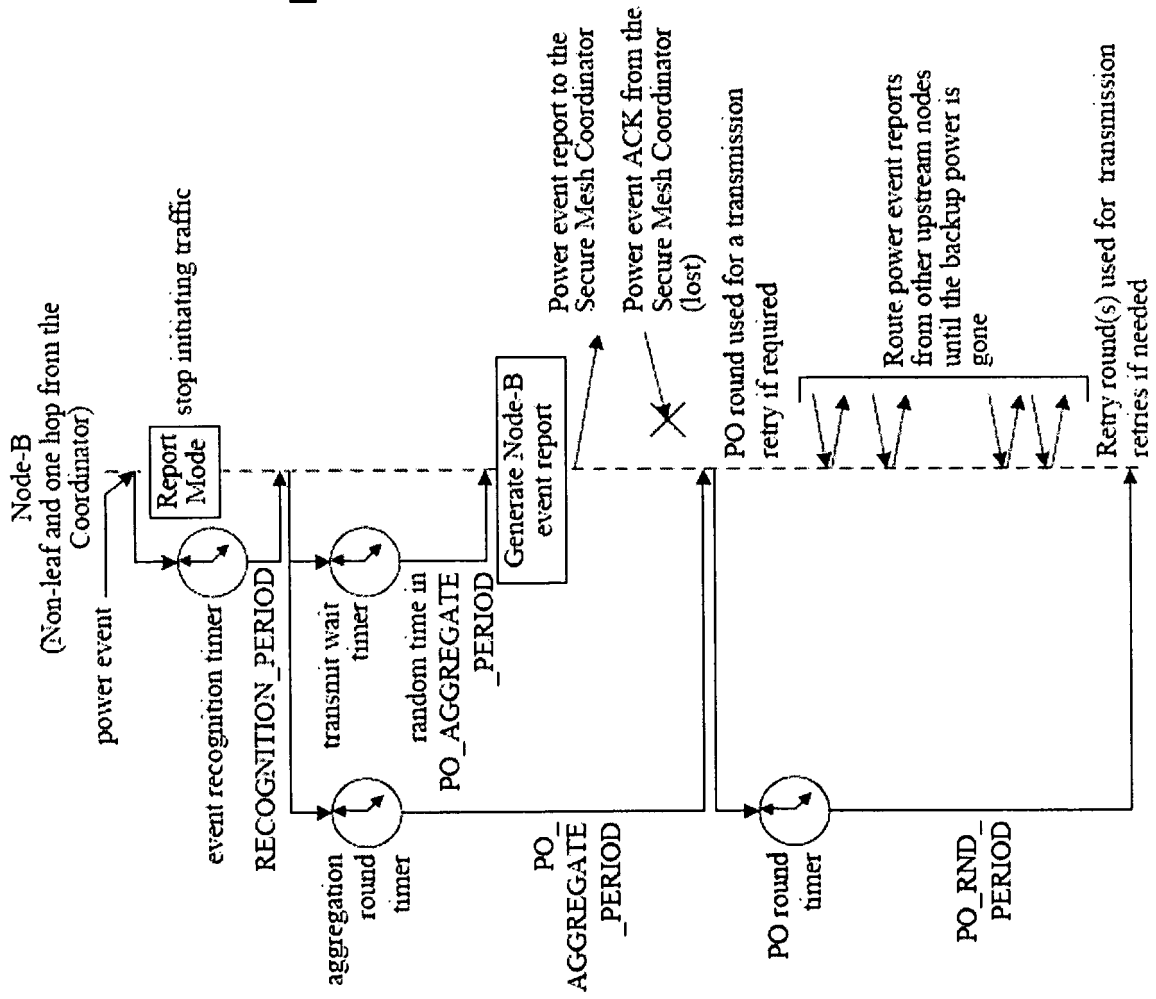 Node-B
(Non-leaf and one hop from the
Coordinator)
power event
Report
Mode
stop initiating traffic
event recognition timer
RECOGNITION_PERIOD
aggregation
round
timer
transmit wait
timer
random time in
PO_AGGREGATE
_PERIOD
Generate Node-B
event report
Power event report to the
Secure Mesh Coordinator
Power event ACK from the
Secure Mesh Coordinator
(lost)
PO_
AGGREGATE
_PERIOD
PO round used for a transmission
retry if required
PO round
timer
Route power event reports
from other upstream nodes
until the backup power is
gone
PO_RND_
PERIOD
Retry round(s) used for transmission
retries if needed